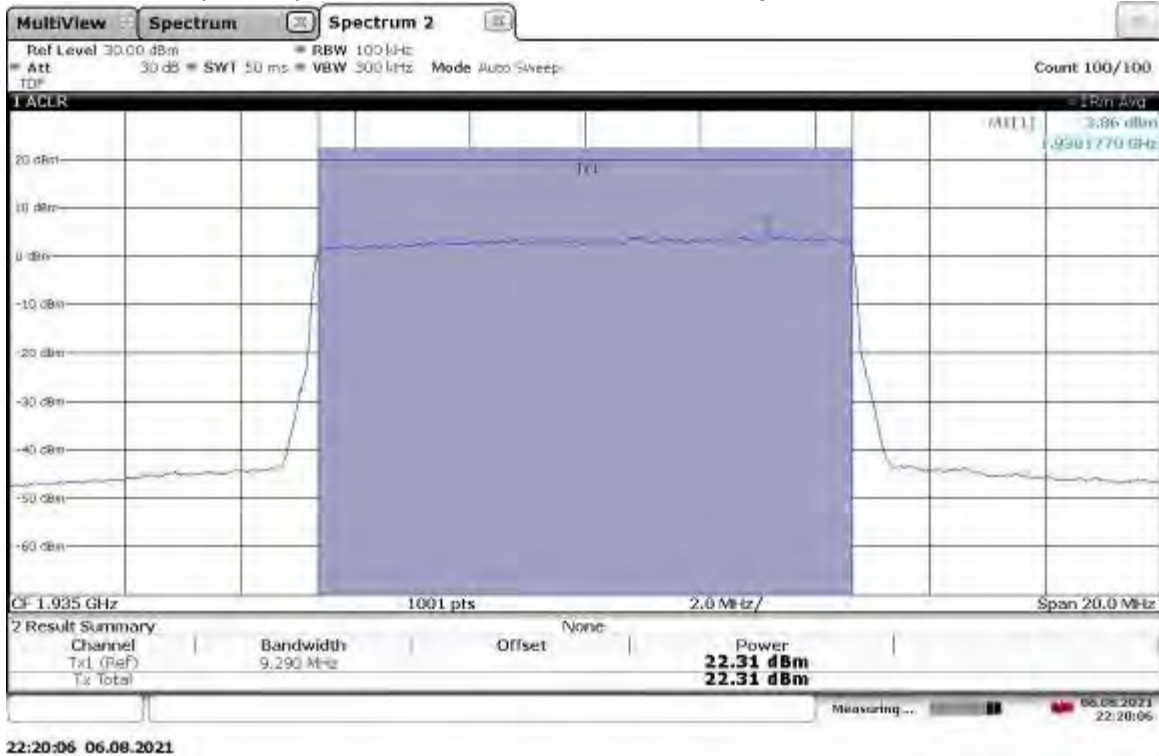 MultiView Spectrum Spectrum 2
Ref Level 30.00 dBm RBW 100 kHz
Att 30 dB SWT 50 ms VBW 300 kHz Mode Auto Sweep Count 100/100
TDF
1 ACLR 1Rm Avg
M1[1] 3.86 dBm
GHz
Tx1
20 dBm
10 dBm
0 dBm
-10 dBm
-20 dBm
-30 dBm
-40 dBm
-50 dBm
-60 dBm
CF 1.935 GHz 1001 pts 2.0 MHz/ Span 20.0 MHz
2 Result Summary None
Channel Bandwidth Offset Power
Tx1 (Ref) 9.290 MHz 22.31 dBm
Tx Total 22.31 dBm
Measuring... 06.08.2021
22:20:06
22:20:06 06.08.2021